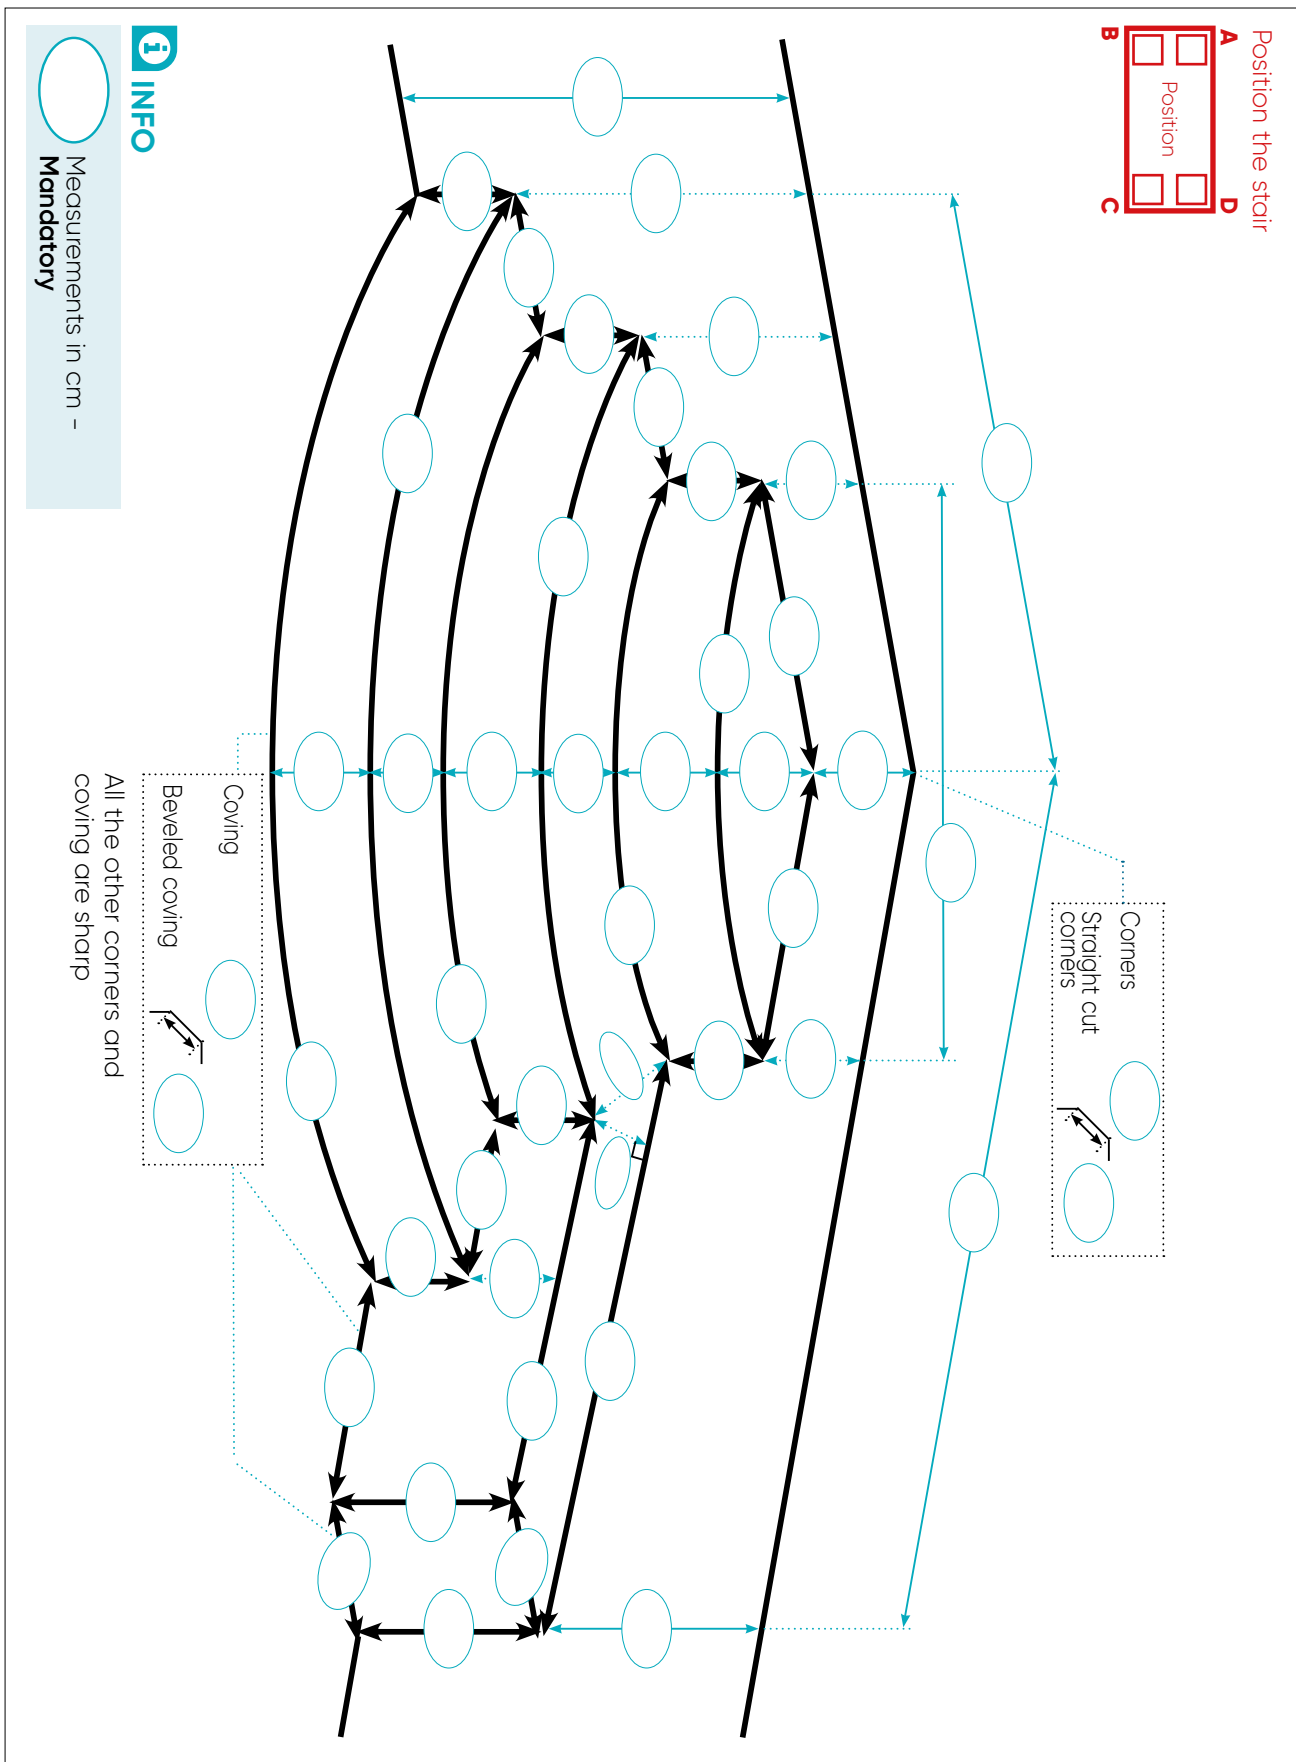 Position the stair
A
D
Position
B
C
Corners
Straight cut
corners
Coving
Beveled coving
All the other corners and
coving are sharp
i INFO
Measurements in cm -
Mandatory